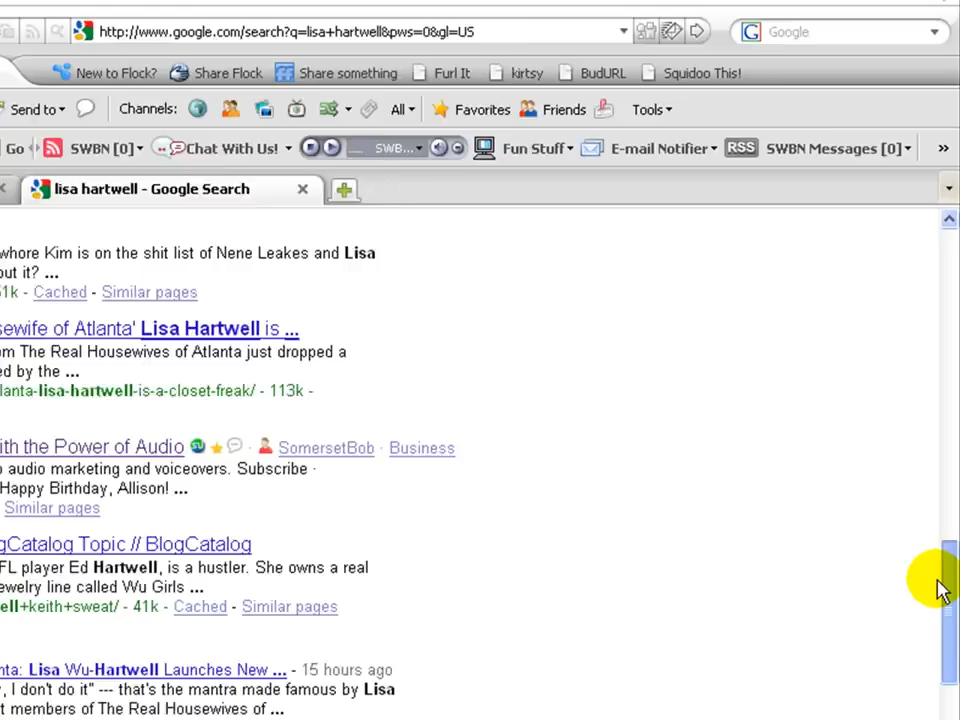 http://www.google.com/search?q=lisa+hartwell&pws=0&gl=US
Google
New to Flock? Share Flock Share something Furl It kirtsy BudURL Squidoo This!
Send to Channels: All Favorites Friends Tools
Go SWBN [0] Chat With Us! SWB... Fun Stuff E-mail Notifier RSS SWBN Messages [0] »
lisa hartwell - Google Search
whore Kim is on the shit list of Nene Leakes and Lisa
out it? ...
51k - Cached - Similar pages
sewife of Atlanta' Lisa Hartwell is ...
om The Real Housewives of Atlanta just dropped a
ed by the ...
lanta-lisa-hartwell-is-a-closet-freak/ - 113k -
ith the Power of Audio SomersetBob · Business
o audio marketing and voiceovers. Subscribe ·
Happy Birthday, Allison! ...
Similar pages
gCatalog Topic // BlogCatalog
FL player Ed Hartwell, is a hustler. She owns a real
ewelry line called Wu Girls ...
ell+keith+sweat/ - 41k - Cached - Similar pages
nta: Lisa Wu-Hartwell Launches New ... - 15 hours ago
y, I don't do it" --- that's the mantra made famous by Lisa
t members of The Real Housewives of ...